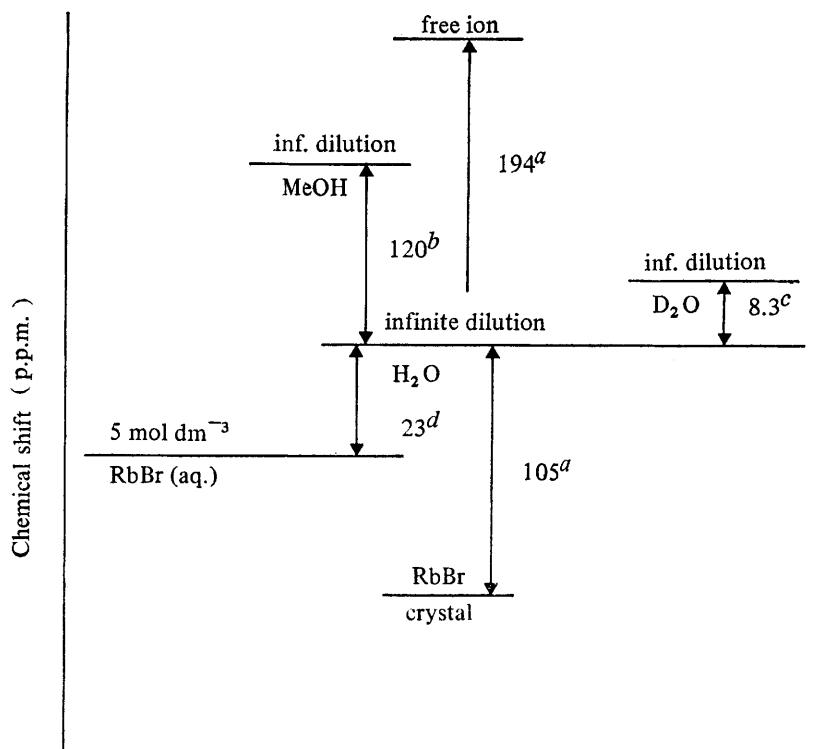 free ion
inf. dilution
194a
MeOH
120b
inf. dilution
D₂O
8.3c
infinite dilution
H₂O
5 mol dm⁻³
23d
RbBr (aq.)
105a
RbBr
crystal
Chemical shift (p.p.m.)